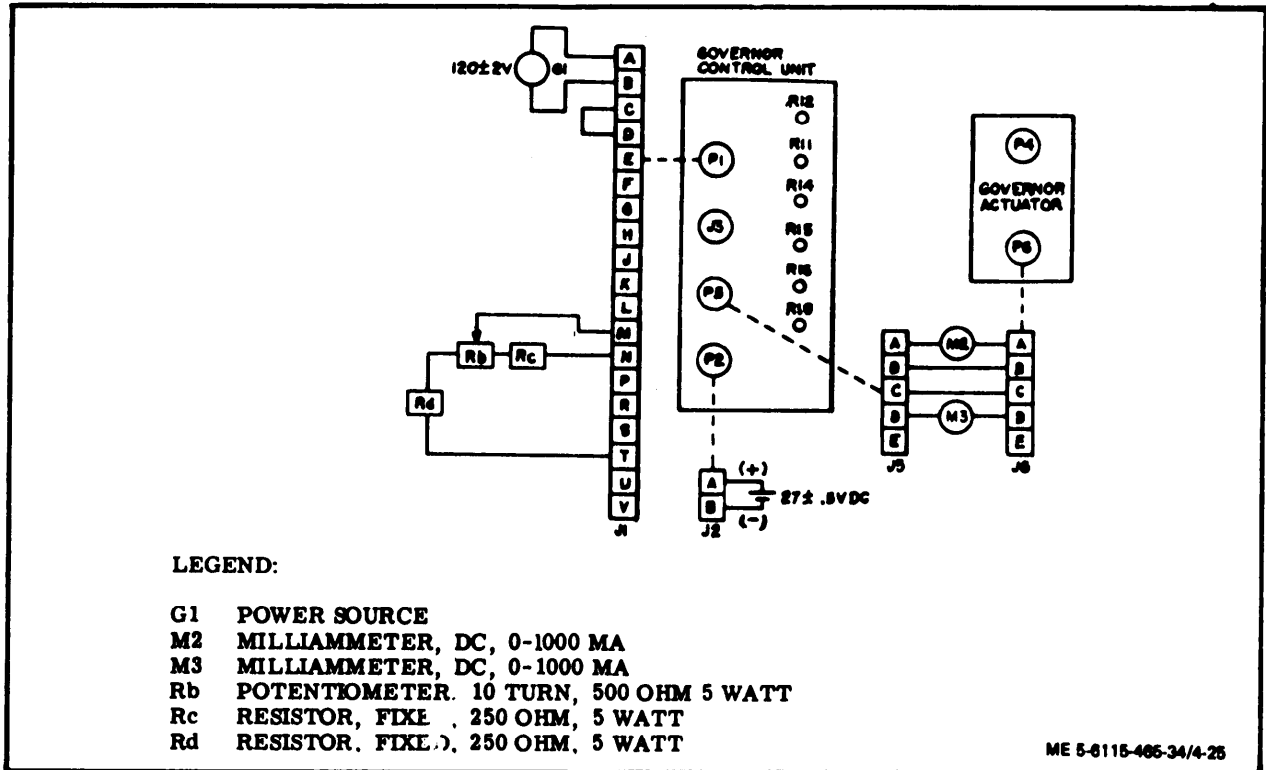 120±2V
G1
A
B
C
D
E
F
G
H
J
K
L
M
N
P
R
S
T
U
V
J1
Rb
Rc
Rd
GOVERNOR
CONTROL UNIT
R12
R11
R14
R15
R16
R18
P1
J3
P5
P2
A
B
J2
(+)
(-)
27± .5VDC
P4
GOVERNOR
ACTUATOR
P6
A
B
C
D
E
J5
M2
M3
A
B
C
D
E
J6
LEGEND:
G1 POWER SOURCE
M2 MILLIAMMETER, DC, 0-1000 MA
M3 MILLIAMMETER, DC, 0-1000 MA
Rb POTENTIOMETER. 10 TURN, 500 OHM 5 WATT
Rc RESISTOR, FIXE , 250 OHM, 5 WATT
Rd RESISTOR. FIXED, 250 OHM, 5 WATT
ME 5-6115-465-34/4-25